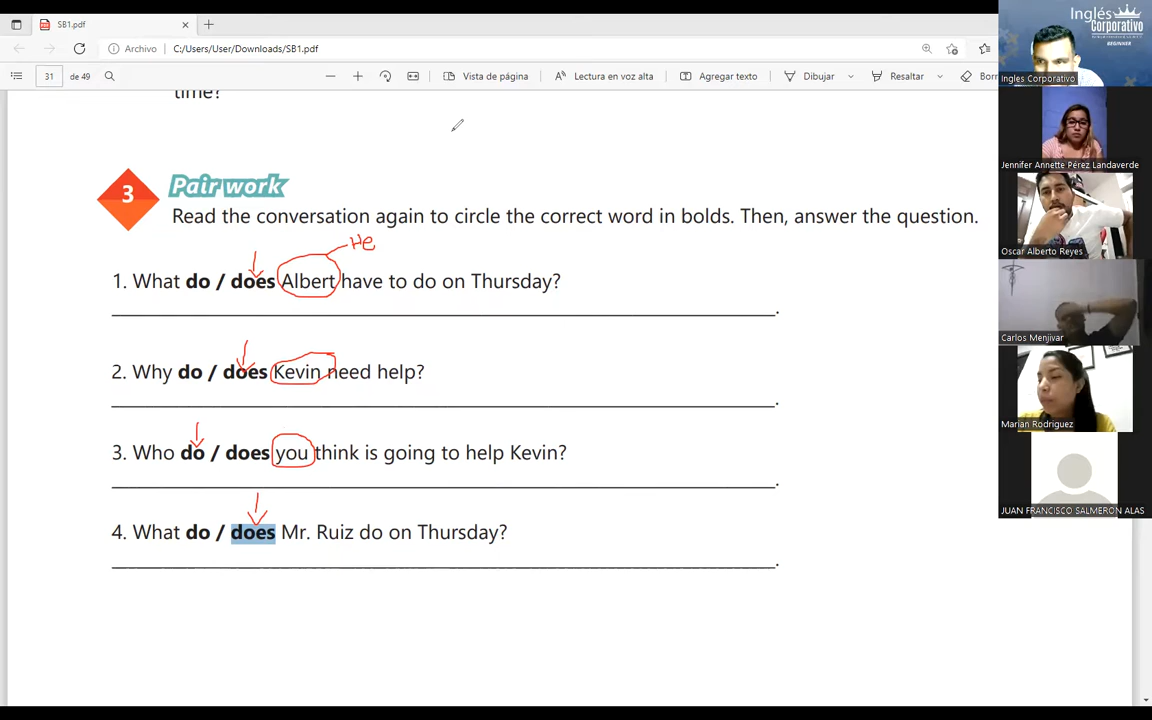 SB1.pdf
Archivo C:/Users/User/Downloads/SB1.pdf
31 de 49 Vista de página Lectura en voz alta Agregar texto Dibujar Resaltar Borr
time?
3 Pair work
Read the conversation again to circle the correct word in bolds. Then, answer the question.
He
1. What do / does Albert have to do on Thursday?
2. Why do / does Kevin need help?
3. Who do / does you think is going to help Kevin?
4. What do / does Mr. Ruiz do on Thursday?
Inglés
Corporativo
BEGINNER
Ingles Corporativo
Jennifer Annette Pérez Landaverde
Oscar Alberto Reyes
Carlos Menjivar
Marian Rodriguez
JUAN FRANCISCO SALMERON ALAS